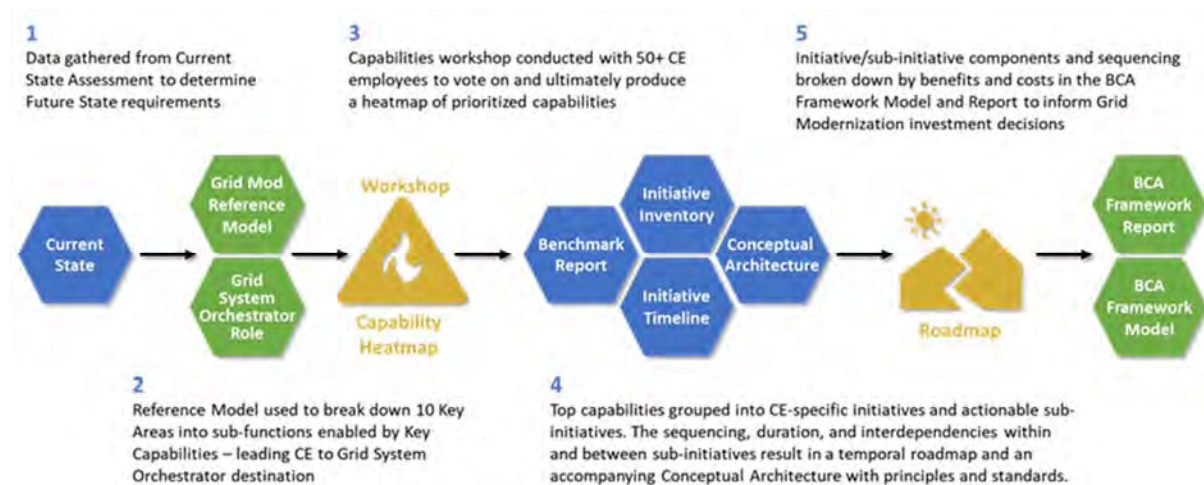 1
Data gathered from Current
State Assessment to determine
Future State requirements
3
Capabilities workshop conducted with 50+ CE
employees to vote on and ultimately produce
a heatmap of prioritized capabilities
5
Initiative/sub-initiative components and sequencing
broken down by benefits and costs in the BCA
Framework Model and Report to inform Grid
Modernization investment decisions
Current
State
Grid Mod
Reference
Model
Grid
System
Orchestrator
Role
Workshop
Capability
Heatmap
Benchmark
Report
Initiative
Inventory
Initiative
Timeline
Conceptual
Architecture
Roadmap
BCA
Framework
Report
BCA
Framework
Model
2
Reference Model used to break down 10 Key
Areas into sub-functions enabled by Key
Capabilities – leading CE to Grid System
Orchestrator destination
4
Top capabilities grouped into CE-specific initiatives and actionable sub-
initiatives. The sequencing, duration, and interdependencies within
and between sub-initiatives result in a temporal roadmap and an
accompanying Conceptual Architecture with principles and standards.